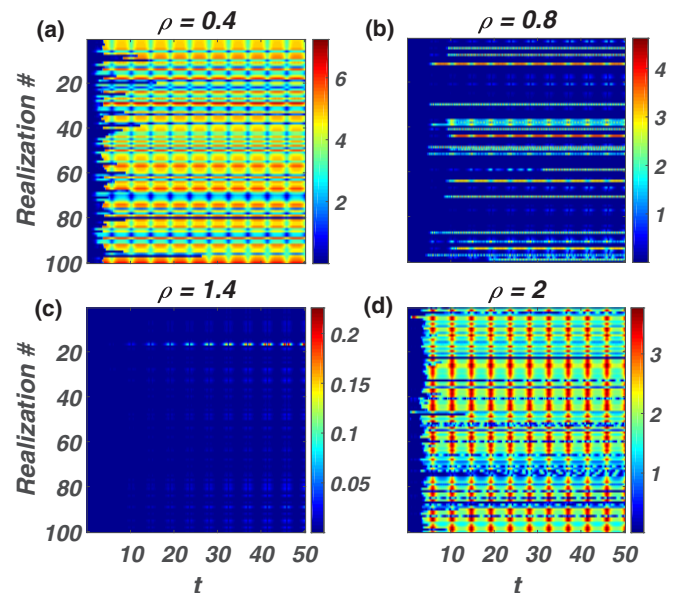 (a) ρ = 0.4
(b) ρ = 0.8
Realization #
20
40
60
80
100
6
4
2
4
3
2
1
(c) ρ = 1.4
(d) ρ = 2
Realization #
20
40
60
80
100
0.2
0.15
0.1
0.05
3
2
1
10 20 30 40 50
10 20 30 40 50
t
t